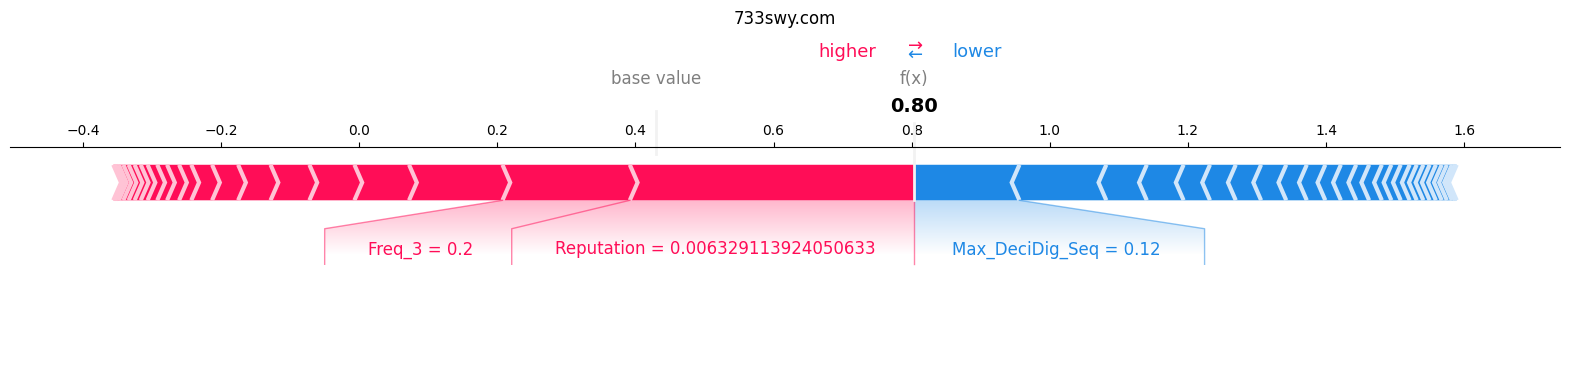 733swy.com
higher ⇄ lower
base value f(x)
0.80
−0.4 −0.2 0.0 0.2 0.4 0.6 0.8 1.0 1.2 1.4 1.6
Freq_3 = 0.2 Reputation = 0.006329113924050633 Max_DeciDig_Seq = 0.12